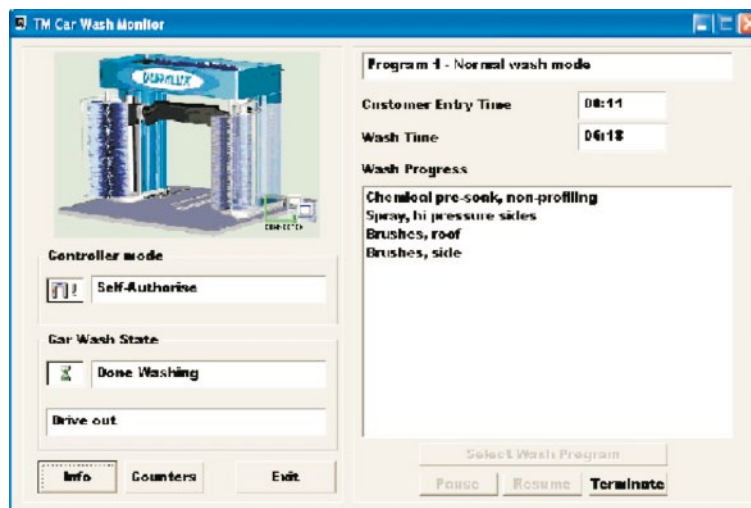 TM Car Wash Monitor
CONNECTED
Controller mode
Self-Authorise
Car Wash State
Done Washing
Drive out
Info Counters Exit
Program 1 - Normal wash mode
Customer Entry Time 00:11
Wash Time 06:18
Wash Progress
Chemical pre-soak, non-profiling
Spray, hi pressure sides
Brushes, roof
Brushes, side
Select Wash Program
Pause Resume Terminate